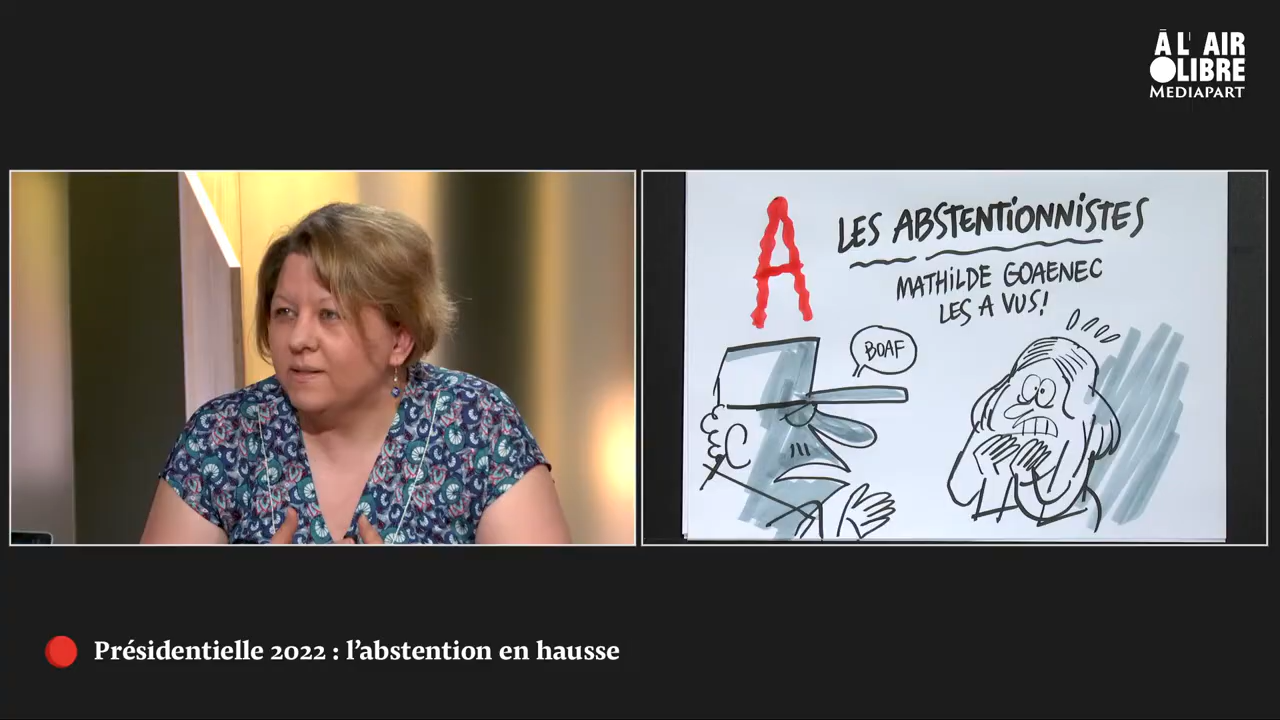 À L' AIR
LIBRE
MEDIAPART
A
LES ABSTENTIONNISTES
MATHILDE GOAENEC
LES A VUS!
BOAF
Présidentielle 2022 : l'abstention en hausse